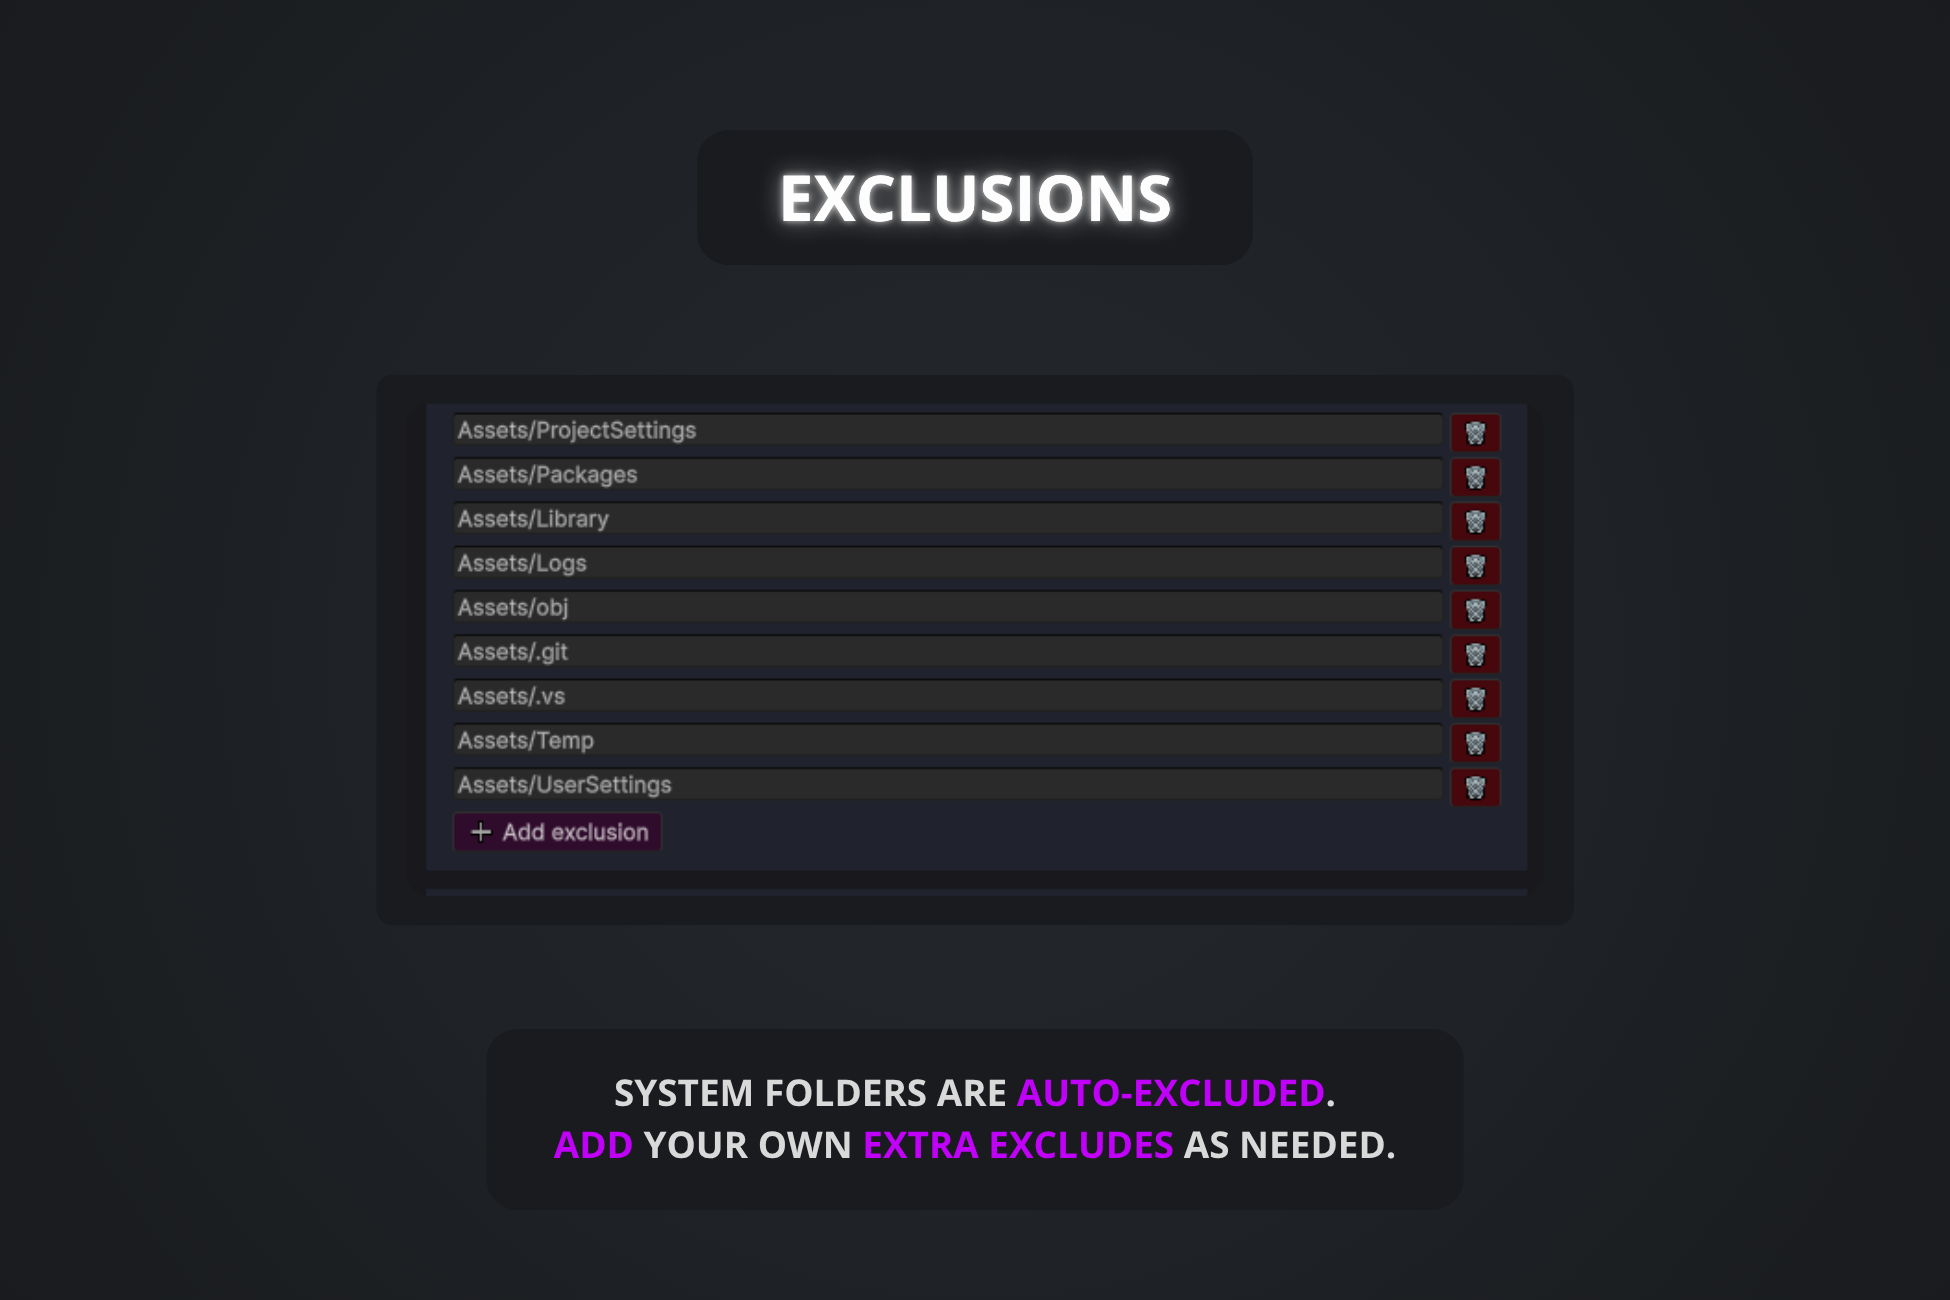 EXCLUSIONS
Assets/ProjectSettings
Assets/Packages
Assets/Library
Assets/Logs
Assets/obj
Assets/.git
Assets/.vs
Assets/Temp
Assets/UserSettings
+ Add exclusion
SYSTEM FOLDERS ARE AUTO-EXCLUDED.
ADD YOUR OWN EXTRA EXCLUDES AS NEEDED.